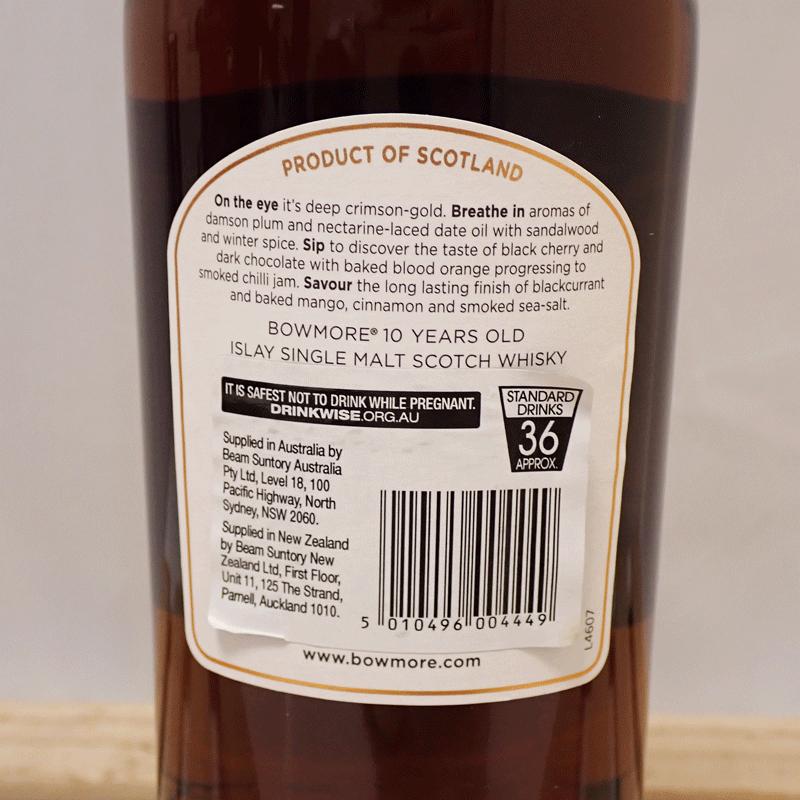 PRODUCT OF SCOTLAND
On the eye it's deep crimson-gold. Breathe in aromas of
damson plum and nectarine-laced date oil with sandalwood
and winter spice. Sip to discover the taste of black cherry and
dark chocolate with baked blood orange progressing to
smoked chilli jam. Savour the long lasting finish of blackcurrant
and baked mango, cinnamon and smoked sea-salt.
BOWMORE® 10 YEARS OLD
ISLAY SINGLE MALT SCOTCH WHISKY
IT IS SAFEST NOT TO DRINK WHILE PREGNANT.
DRINKWISE.ORG.AU
STANDARD
DRINKS
36
APPROX.
Supplied in Australia by
Beam Suntory Australia
Pty Ltd, Level 18, 100
Pacific Highway, North
Sydney, NSW 2060.
Supplied in New Zealand
by Beam Suntory New
Zealand Ltd, First Floor,
Unit 11, 125 The Strand,
Parnell, Auckland 1010.
5 010496 004449
L4607
www.bowmore.com